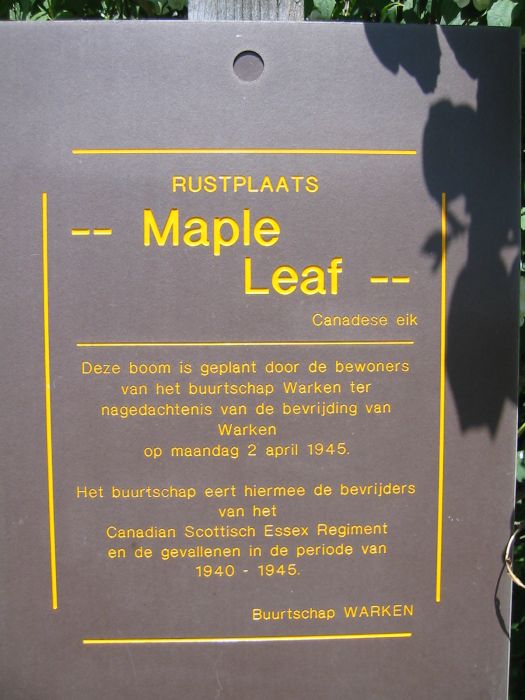 RUSTPLAATS
-- Maple
Leaf --
Canadese eik
Deze boom is geplant door de bewoners
van het buurtschap Warken ter
nagedachtenis van de bevrijding van
Warken
op maandag 2 april 1945.
Het buurtschap eert hiermee de bevrijders
van het
Canadian Scottisch Essex Regiment
en de gevallenen in de periode van
1940 - 1945.
Buurtschap WARKEN